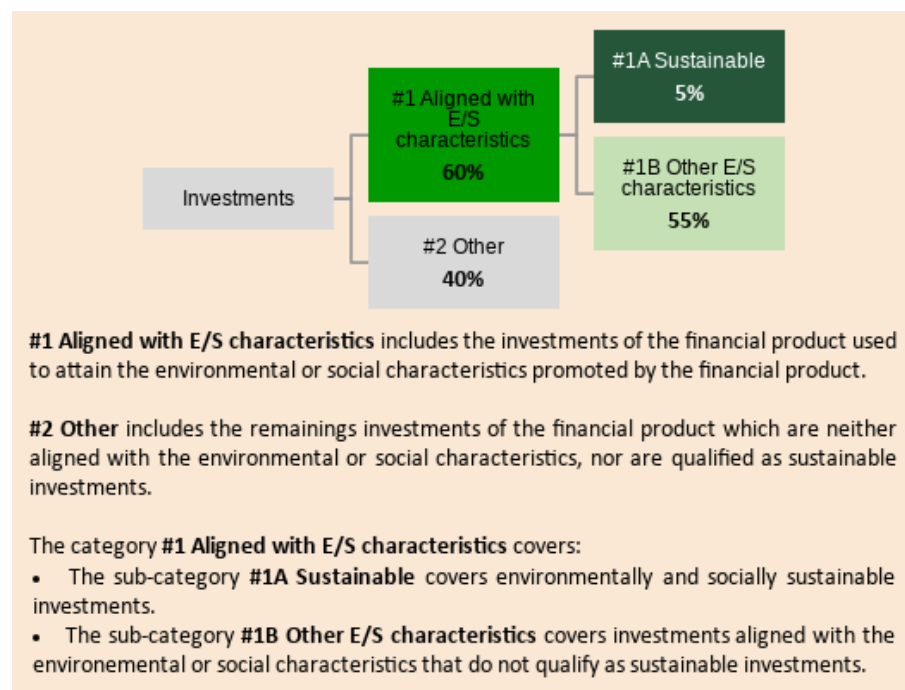 #1A Sustainable
5%
#1 Aligned with
E/S
characteristics
60%
#1B Other E/S
characteristics
55%
Investments
#2 Other
40%
#1 Aligned with E/S characteristics includes the investments of the financial product used
to attain the environmental or social characteristics promoted by the financial product.
#2 Other includes the remainings investments of the financial product which are neither
aligned with the environmental or social characteristics, nor are qualified as sustainable
investments.
The category #1 Aligned with E/S characteristics covers:
• The sub-category #1A Sustainable covers environmentally and socially sustainable
investments.
• The sub-category #1B Other E/S characteristics covers investments aligned with the
environemental or social characteristics that do not qualify as sustainable investments.